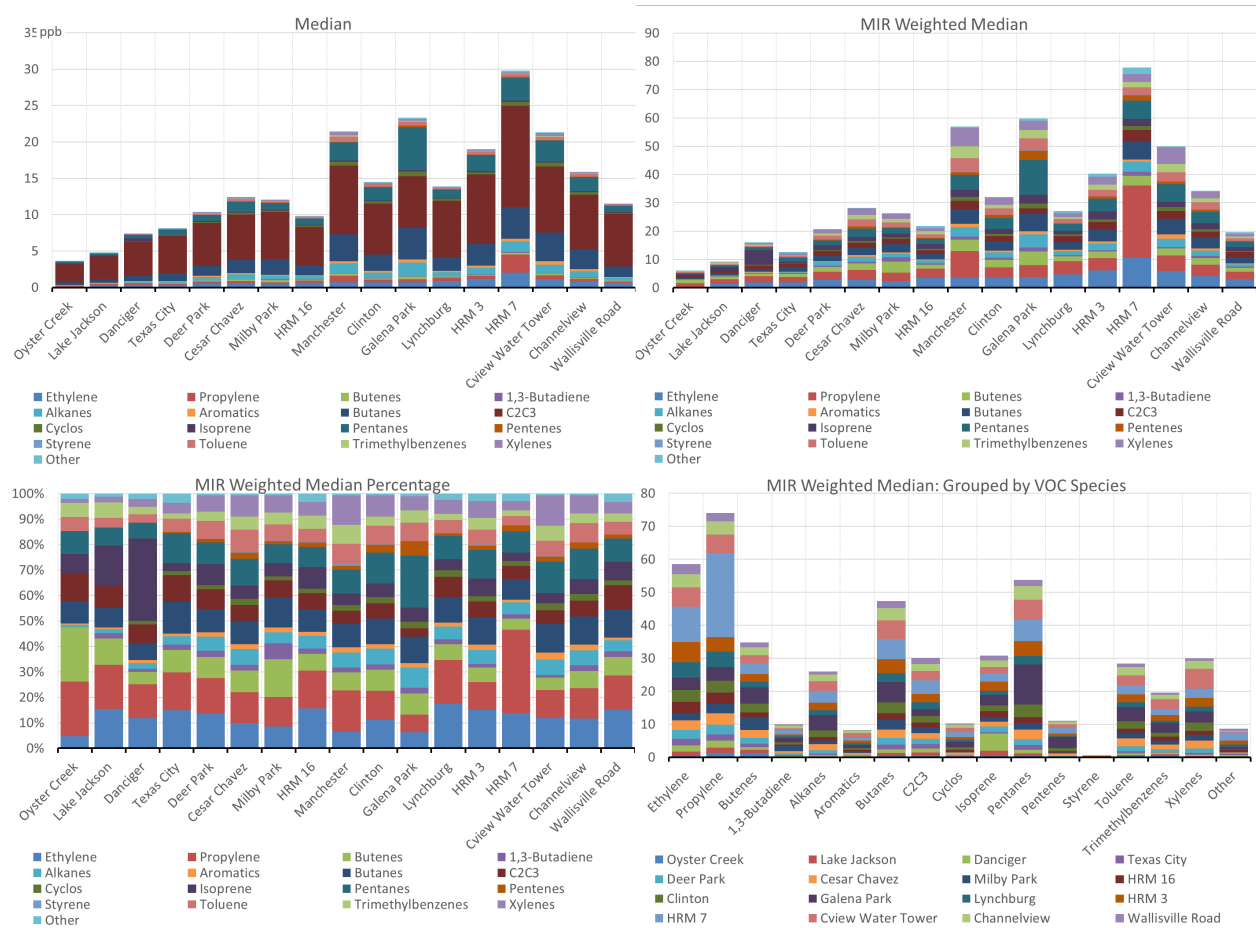 Median
35 ppb
30
25
20
15
10
5
0
Oyster Creek
Lake Jackson
Danciger
Texas City
Deer Park
Cesar Chavez
Milby Park
HRM 16
Manchester
Clinton
Galena Park
Lynchburg
HRM 3
HRM 7
Cview Water Tower
Channelview
Wallisville Road
Ethylene Propylene Butenes 1,3-Butadiene
Alkanes Aromatics Butanes C2C3
Cyclos Isoprene Pentanes Pentenes
Styrene Toluene Trimethylbenzenes Xylenes
Other
MIR Weighted Median
90
80
70
60
50
40
30
20
10
0
Oyster Creek
Lake Jackson
Danciger
Texas City
Deer Park
Cesar Chavez
Milby Park
HRM 16
Manchester
Clinton
Galena Park
Lynchburg
HRM 3
HRM 7
Cview Water Tower
Channelview
Wallisville Road
Ethylene Propylene Butenes 1,3-Butadiene
Alkanes Aromatics Butanes C2C3
Cyclos Isoprene Pentanes Pentenes
Styrene Toluene Trimethylbenzenes Xylenes
Other
MIR Weighted Median Percentage
100%
90%
80%
70%
60%
50%
40%
30%
20%
10%
0%
Oyster Creek
Lake Jackson
Danciger
Texas City
Deer Park
Cesar Chavez
Milby Park
HRM 16
Manchester
Clinton
Galena Park
Lynchburg
HRM 3
HRM 7
Cview Water Tower
Channelview
Wallisville Road
Ethylene Propylene Butenes 1,3-Butadiene
Alkanes Aromatics Butanes C2C3
Cyclos Isoprene Pentanes Pentenes
Styrene Toluene Trimethylbenzenes Xylenes
Other
MIR Weighted Median: Grouped by VOC Species
80
70
60
50
40
30
20
10
0
Ethylene
Propylene
Butenes
1,3-Butadiene
Alkanes
Aromatics
Butanes
C2C3
Cyclos
Isoprene
Pentanes
Pentenes
Styrene
Toluene
Trimethylbenzenes
Xylenes
Other
Oyster Creek Lake Jackson Danciger Texas City
Deer Park Cesar Chavez Milby Park HRM 16
Clinton Galena Park Lynchburg HRM 3
HRM 7 Cview Water Tower Channelview Wallisville Road